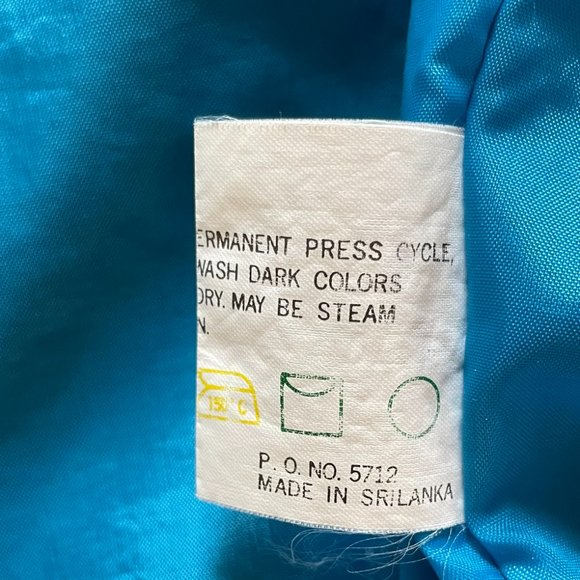 ERMANENT PRESS CYCLE,
WASH DARK COLORS
DRY. MAY BE STEAM
N.
150°C
P. O. NO. 5712
MADE IN SRILANKA